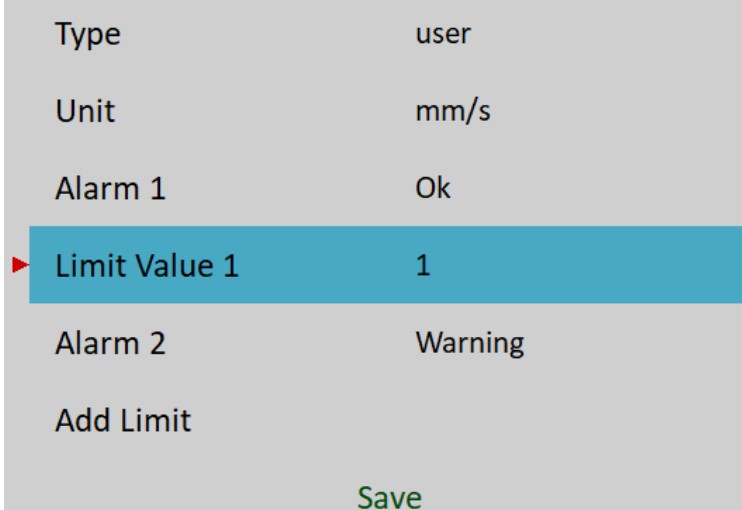 Type user
Unit mm/s
Alarm 1 Ok
Limit Value 1 1
Alarm 2 Warning
Add Limit
Save